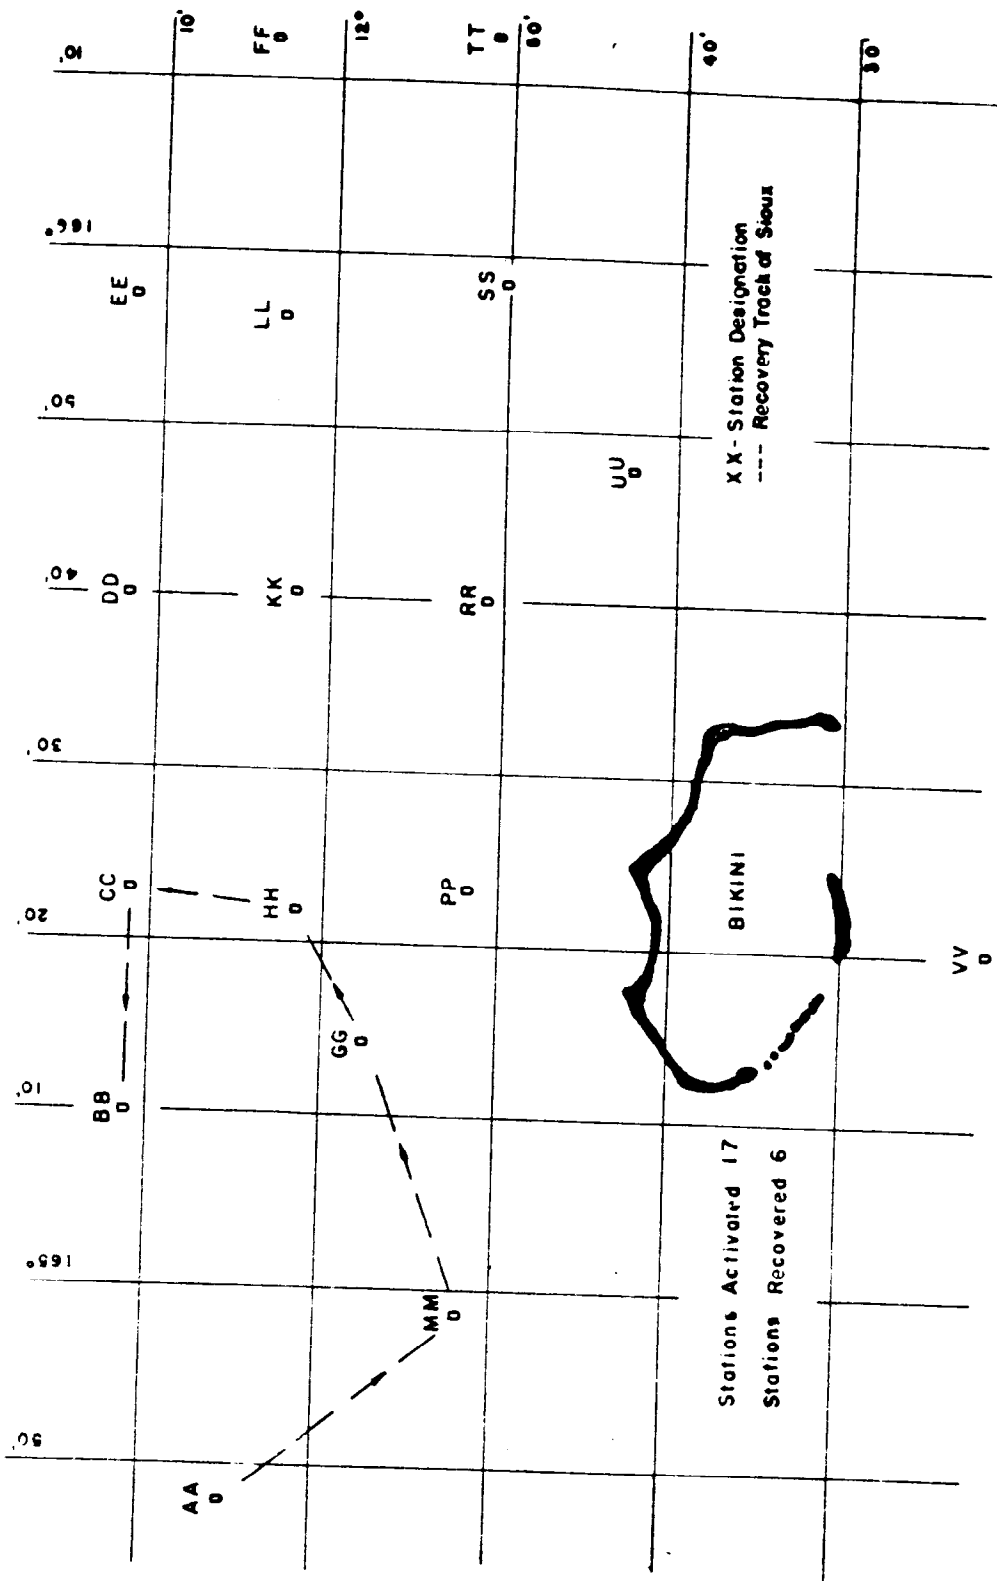 50' 165° 10' 20' 30' 40' 50' 166° 10'
BB CC DD EE
10'
AA
HH KK LL FF
GG
12°
MM PP RR SS TT
50'
UU
40'
Stations Activated 17
Stations Recovered 6
BIKINI
XX - Station Designation
--- Recovery Track of Sioux
30'
VV